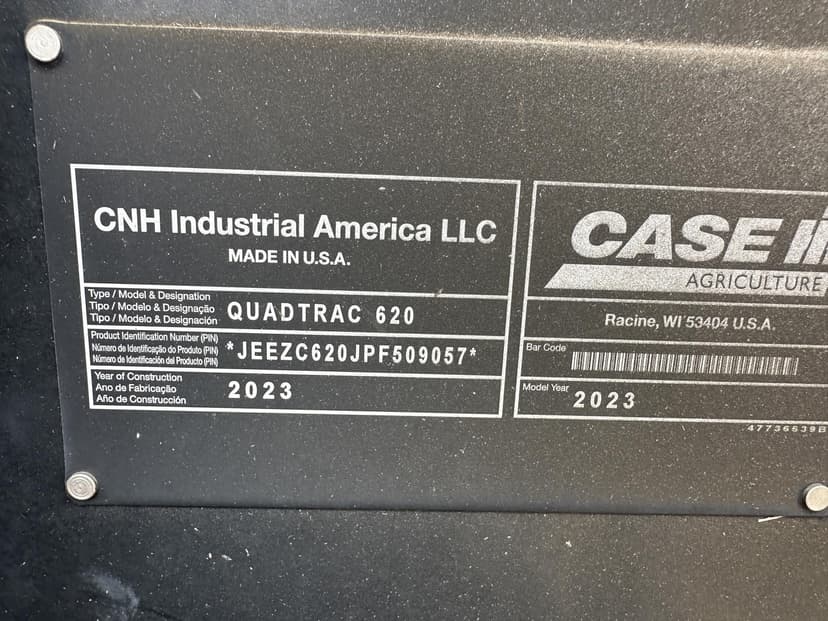 CNH Industrial America LLC
MADE IN U.S.A.
Type / Model & Designation
Tipo / Modelo & Designação
Tipo / Modelo & Designación
QUADTRAC 620
Product Identification Number (PIN)
Número de Identificação do Produto (PIN)
Número de Identificación del Producto (PIN)
*JEEZC620JPF509057*
Year of Construction
Ano de Fabricação
Año de Construcción
2023
CASE IH
AGRICULTURE
Racine, WI 53404 U.S.A.
Bar Code
Model Year
2023
47736639B